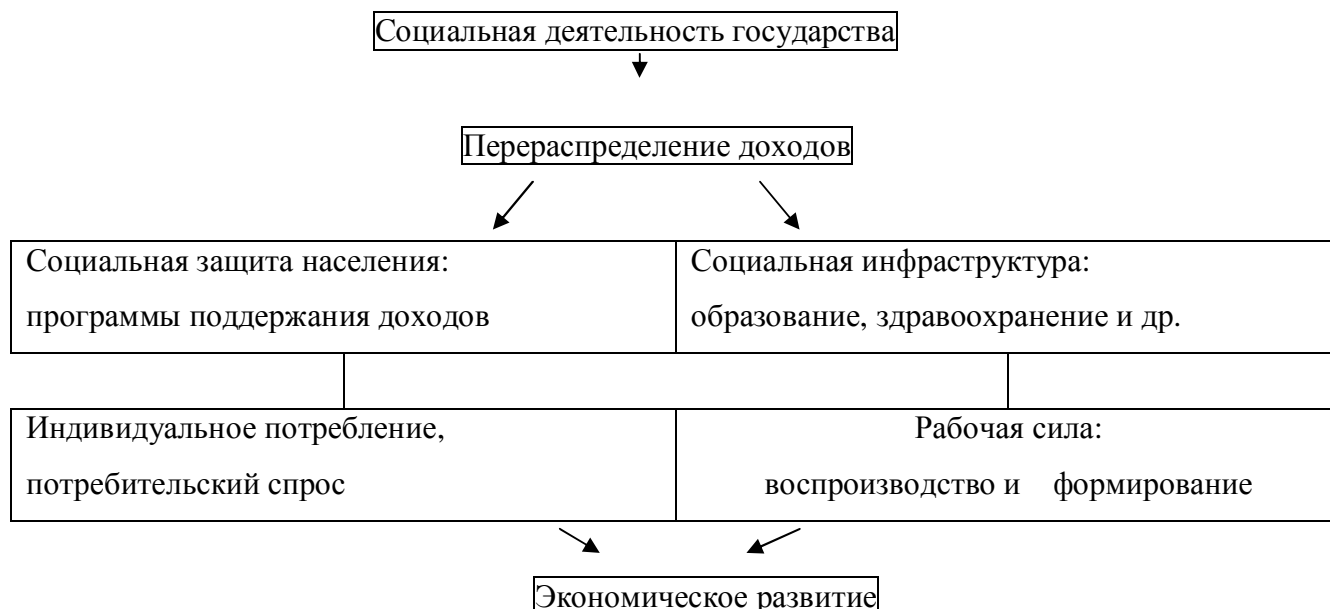 Социальная деятельность государства
Перераспределение доходов
Социальная защита населения:
программы поддержания доходов
Социальная инфраструктура:
образование, здравоохранение и др.
Индивидуальное потребление,
потребительский спрос
Рабочая сила:
воспроизводство и формирование
Экономическое развитие